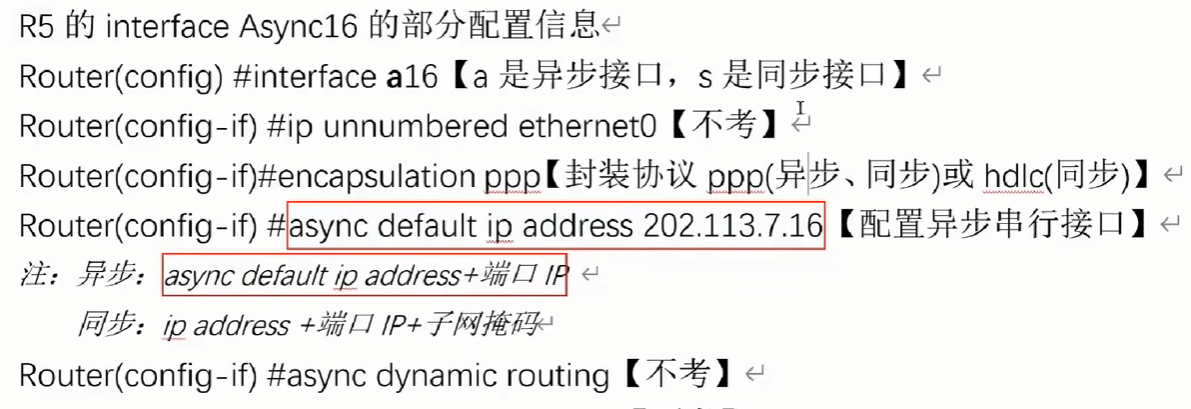 R5 的 interface Async16 的部分配置信息↵
Router(config) #interface a16【a 是异步接口，s 是同步接口】↵
Router(config-if) #ip unnumbered ethernet0【不考】↵
Router(config-if)#encapsulation ppp【封装协议 ppp(异步、同步)或 hdlc(同步)】↵
Router(config-if) #async default ip address 202.113.7.16【配置异步串行接口】↵
注：异步：async default ip address+端口 IP↵
同步：ip address +端口 IP+子网掩码↵
Router(config-if) #async dynamic routing【不考】↵